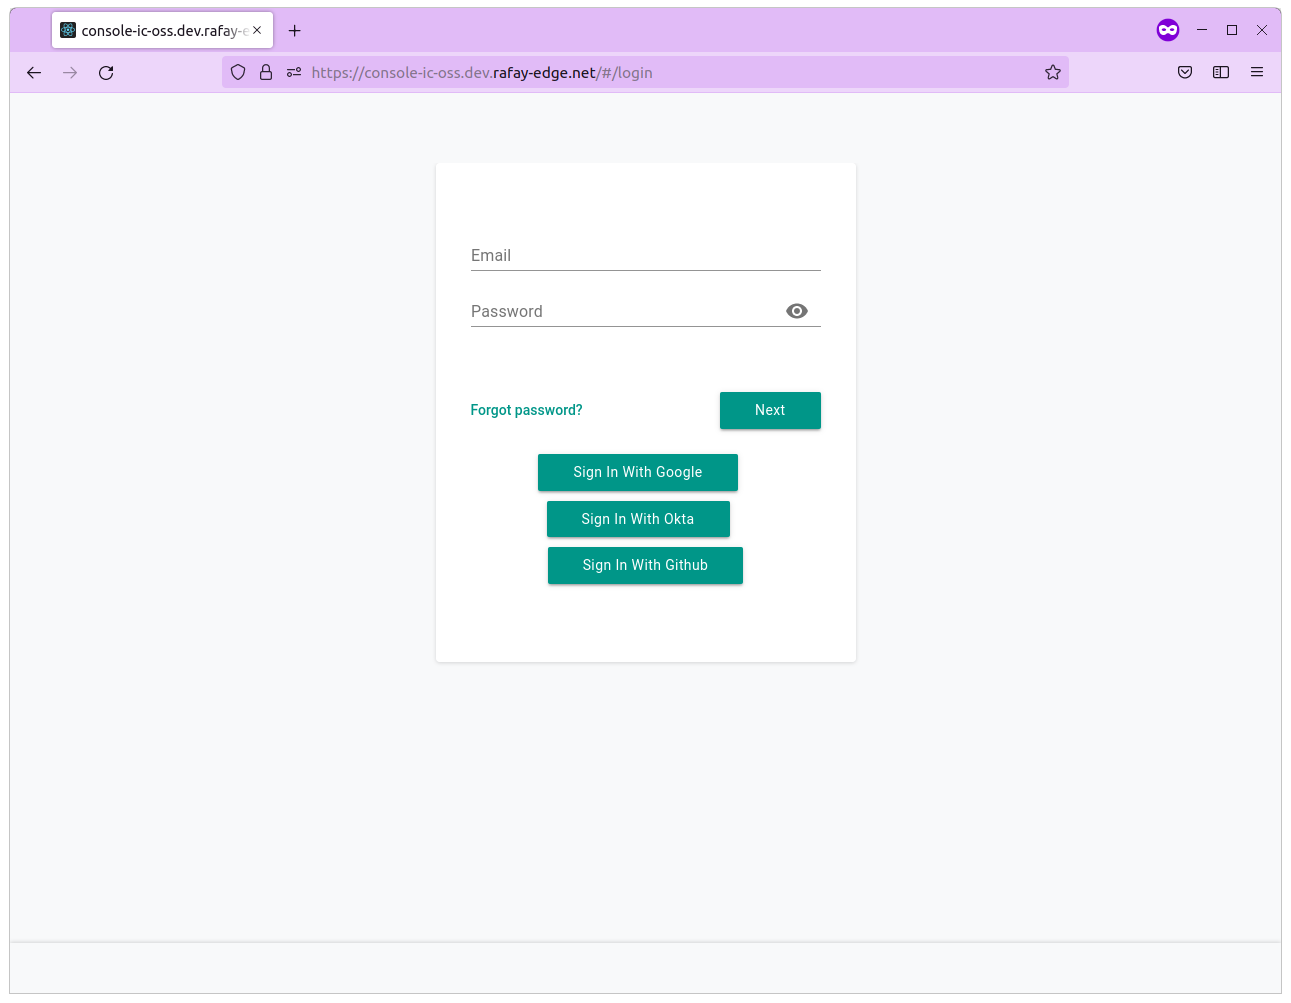 console-ic-oss.dev.rafay-e
https://console-ic-oss.dev.rafay-edge.net/#/login
Email
Password
Forgot password?
Next
Sign In With Google
Sign In With Okta
Sign In With Github